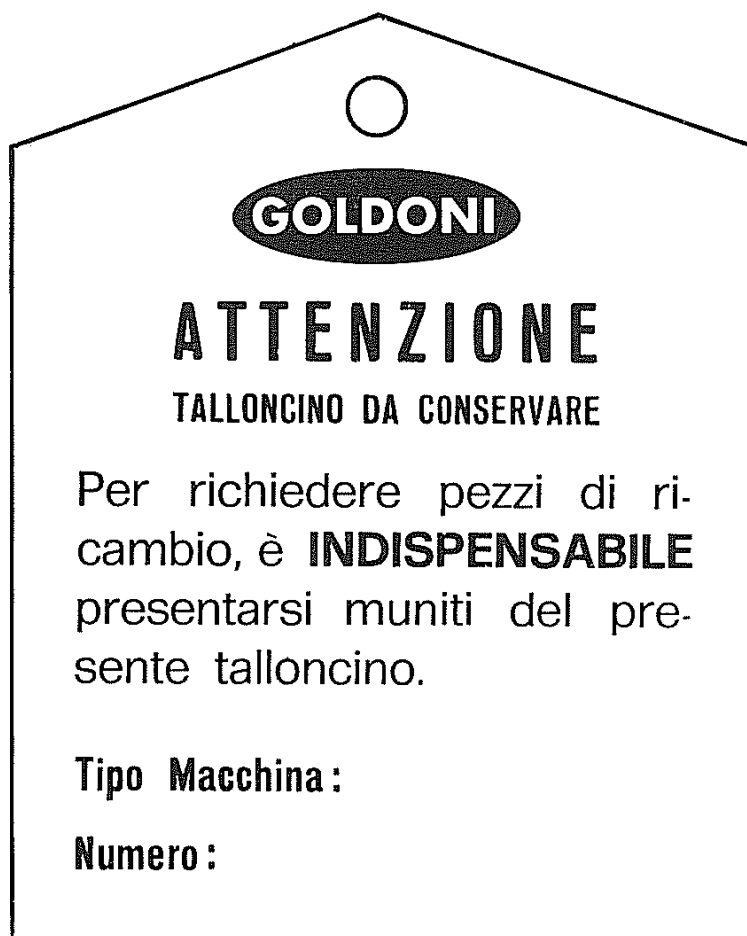 GOLDONI
ATTENZIONE
TALLONCINO DA CONSERVARE
Per richiedere pezzi di ri-
cambio, è INDISPENSABILE
presentarsi muniti del pre-
sente talloncino.
Tipo Macchina:
Numero: